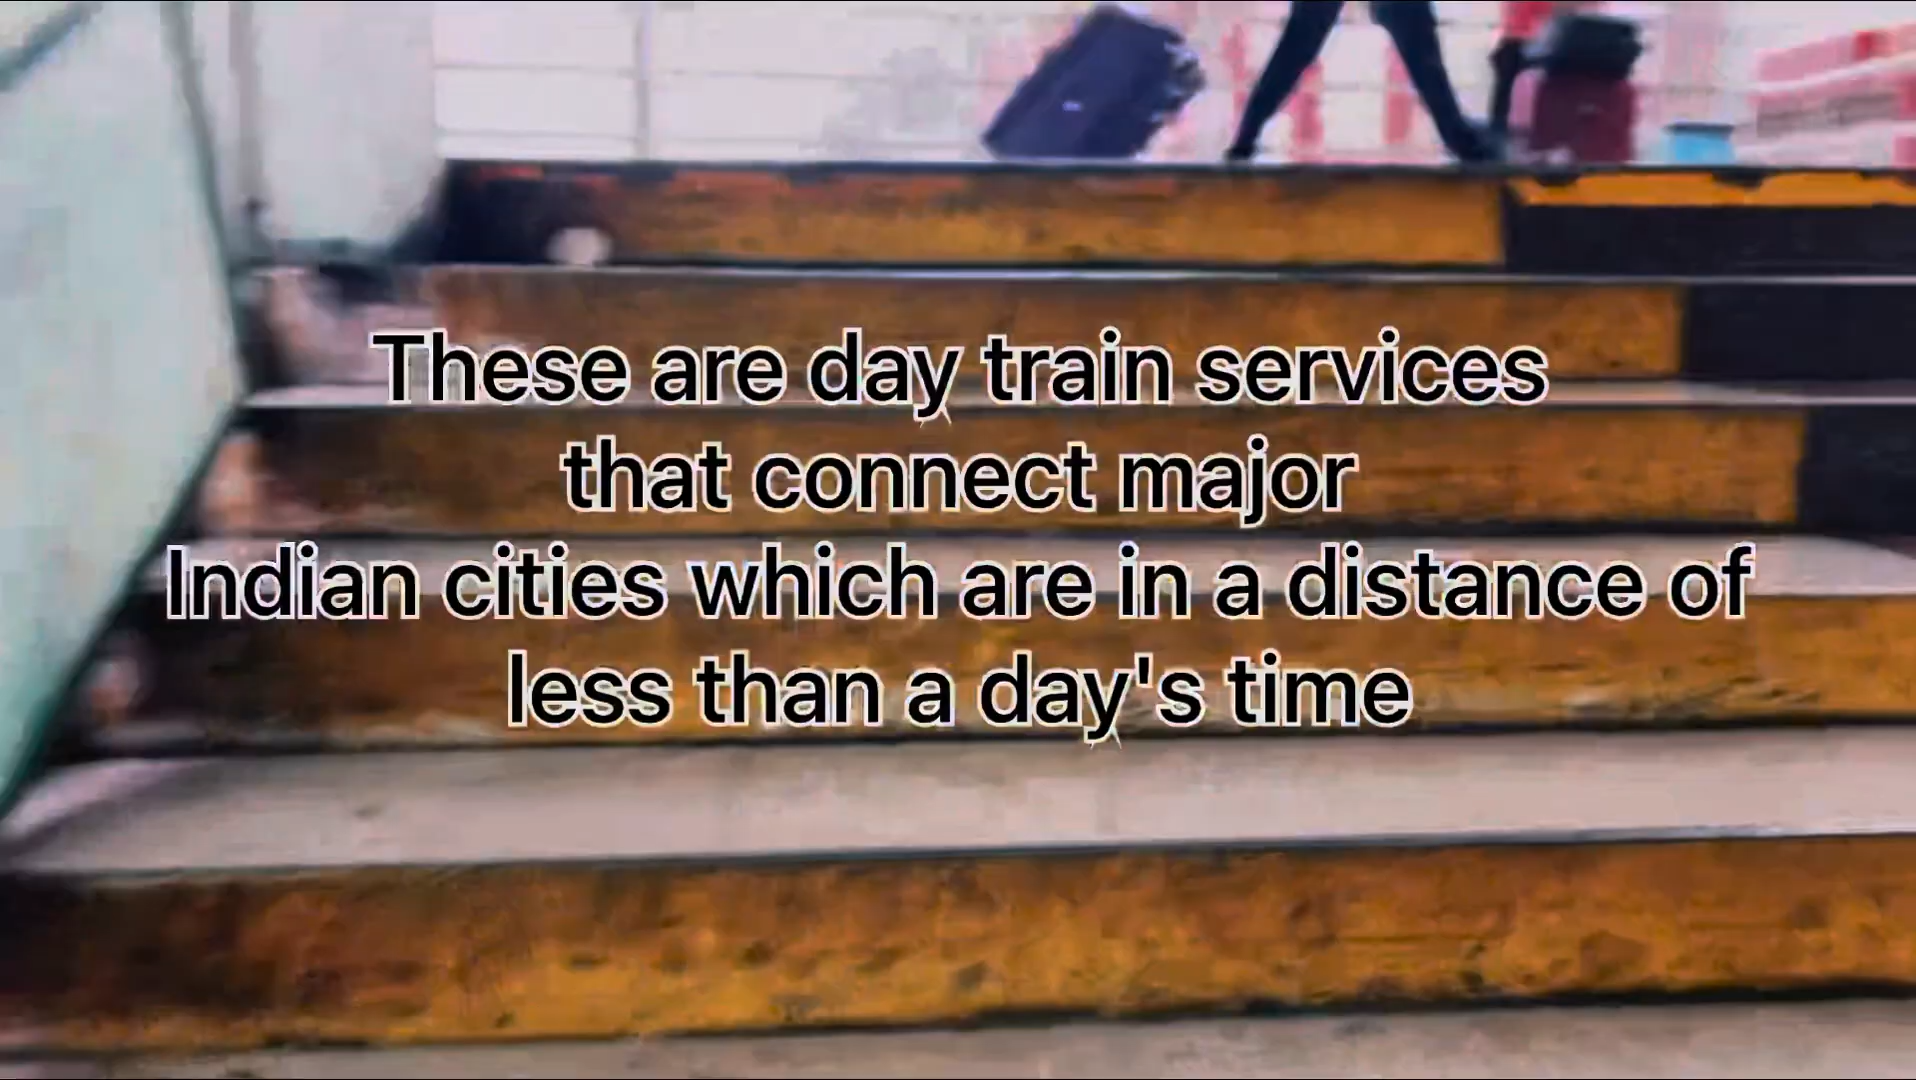 These are day train services
that connect major
Indian cities which are in a distance of
less than a day's time